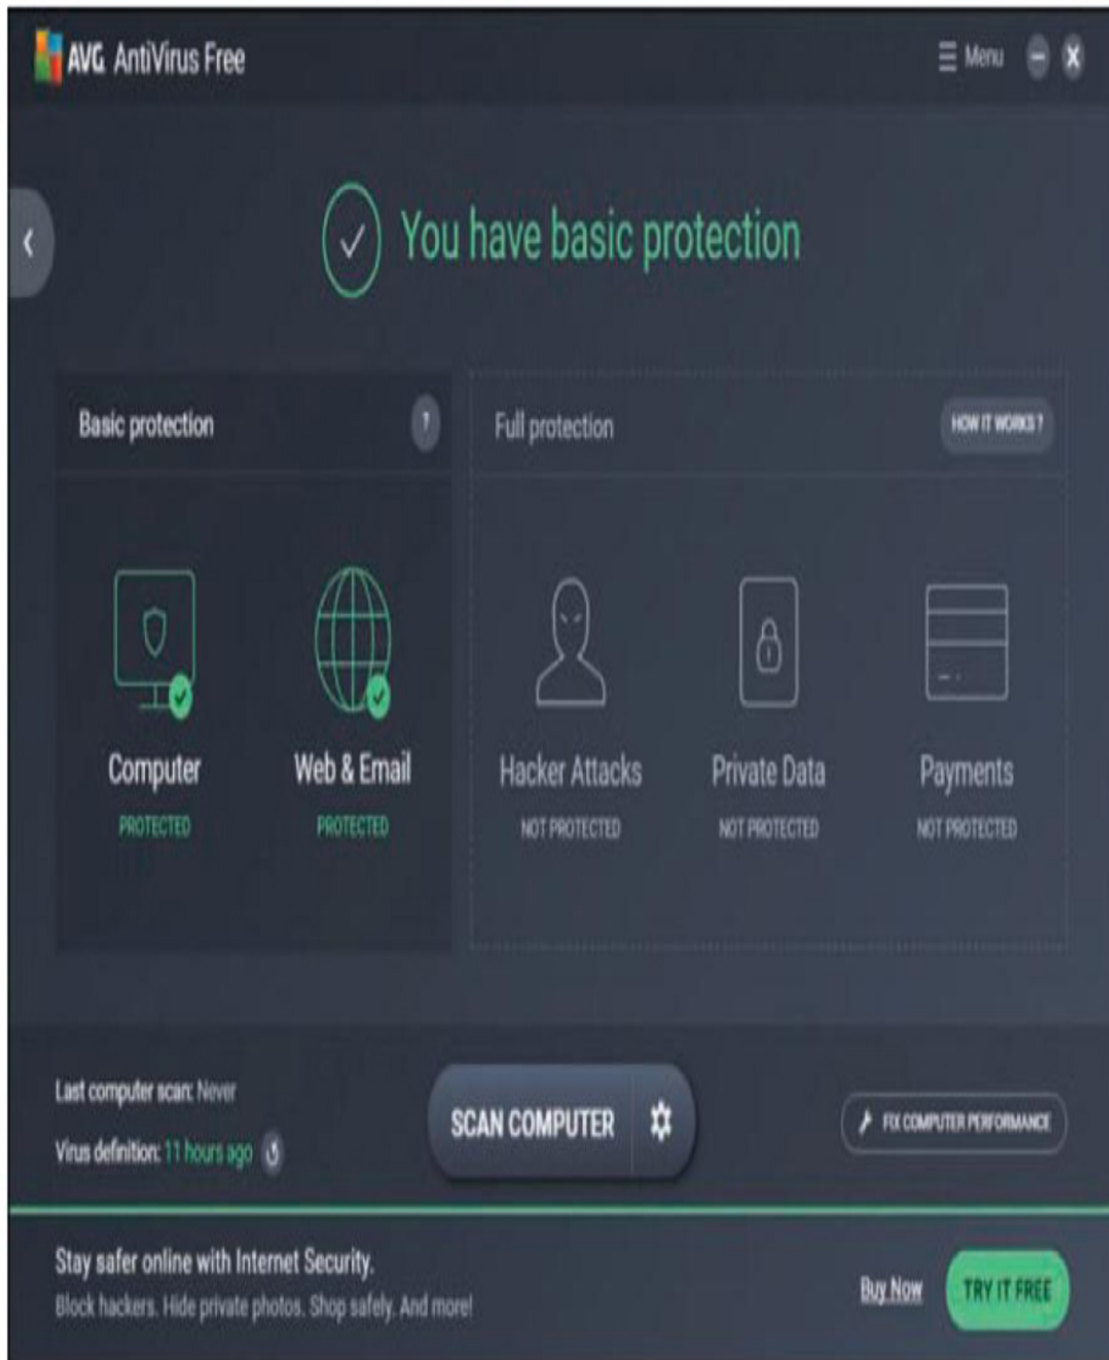 AVG AntiVirus Free
Menu
You have basic protection
Basic protection
?
Full protection
HOW IT WORKS ?
Computer
PROTECTED
Web & Email
PROTECTED
Hacker Attacks
NOT PROTECTED
Private Data
NOT PROTECTED
Payments
NOT PROTECTED
Last computer scan: Never
Virus definition: 11 hours ago
SCAN COMPUTER
FIX COMPUTER PERFORMANCE
Stay safer online with Internet Security.
Block hackers. Hide private photos. Shop safely. And more!
Buy Now
TRY IT FREE